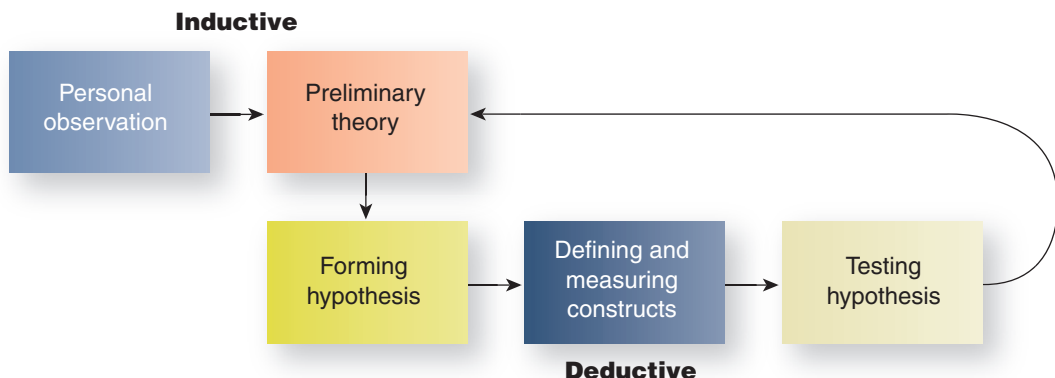 Inductive
Personal
observation
Preliminary
theory
Forming
hypothesis
Defining and
measuring
constructs
Testing
hypothesis
Deductive